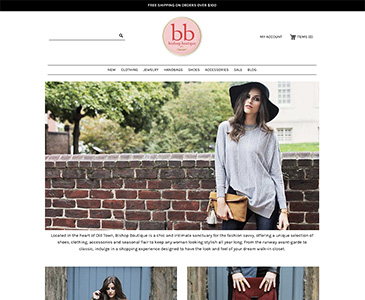 FREE SHIPPING ON ORDERS OVER $100
bb
bishop boutique
MY ACCOUNT
ITEMS (0)
NEW CLOTHING JEWELRY HANDBAGS SHOES ACCESSORIES SALE BLOG
Located in the heart of Old Town, Bishop Boutique is a chic and intimate sanctuary for the fashion savvy, offering a unique selection of
shoes, clothing, accessories and seasonal flair to keep any woman looking stylish all year long. From the runway avant-garde to
classic, indulge in a shopping experience designed to have the look and feel of your dream walk-in closet.